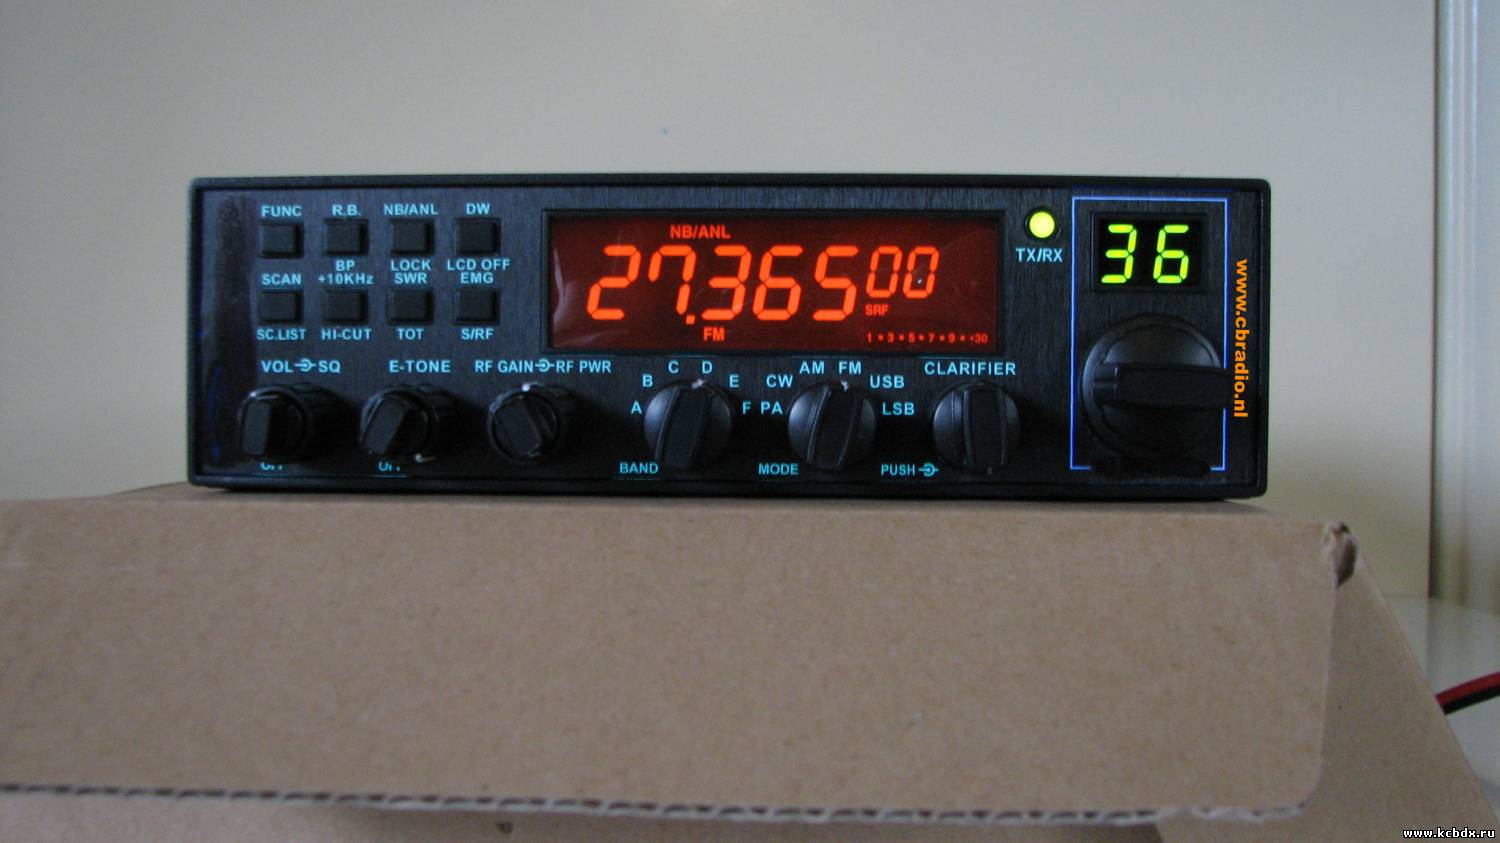 FUNC R.B. NB/ANL DW
SCAN BP +10KHz LOCK SWR LCD OFF EMG
SC.LIST HI-CUT TOT S/RF
VOL SQ E-TONE RF GAIN RF PWR
OFF OFF
NB/ANL
27.365 00
SRF
FM
1 • 3 • 5 • 7 • 9 • +30
TX/RX
36
A B C D E F
BAND
PA CW AM FM USB LSB
MODE
CLARIFIER
PUSH
www.cbradio.nl
www.kcbdx.ru